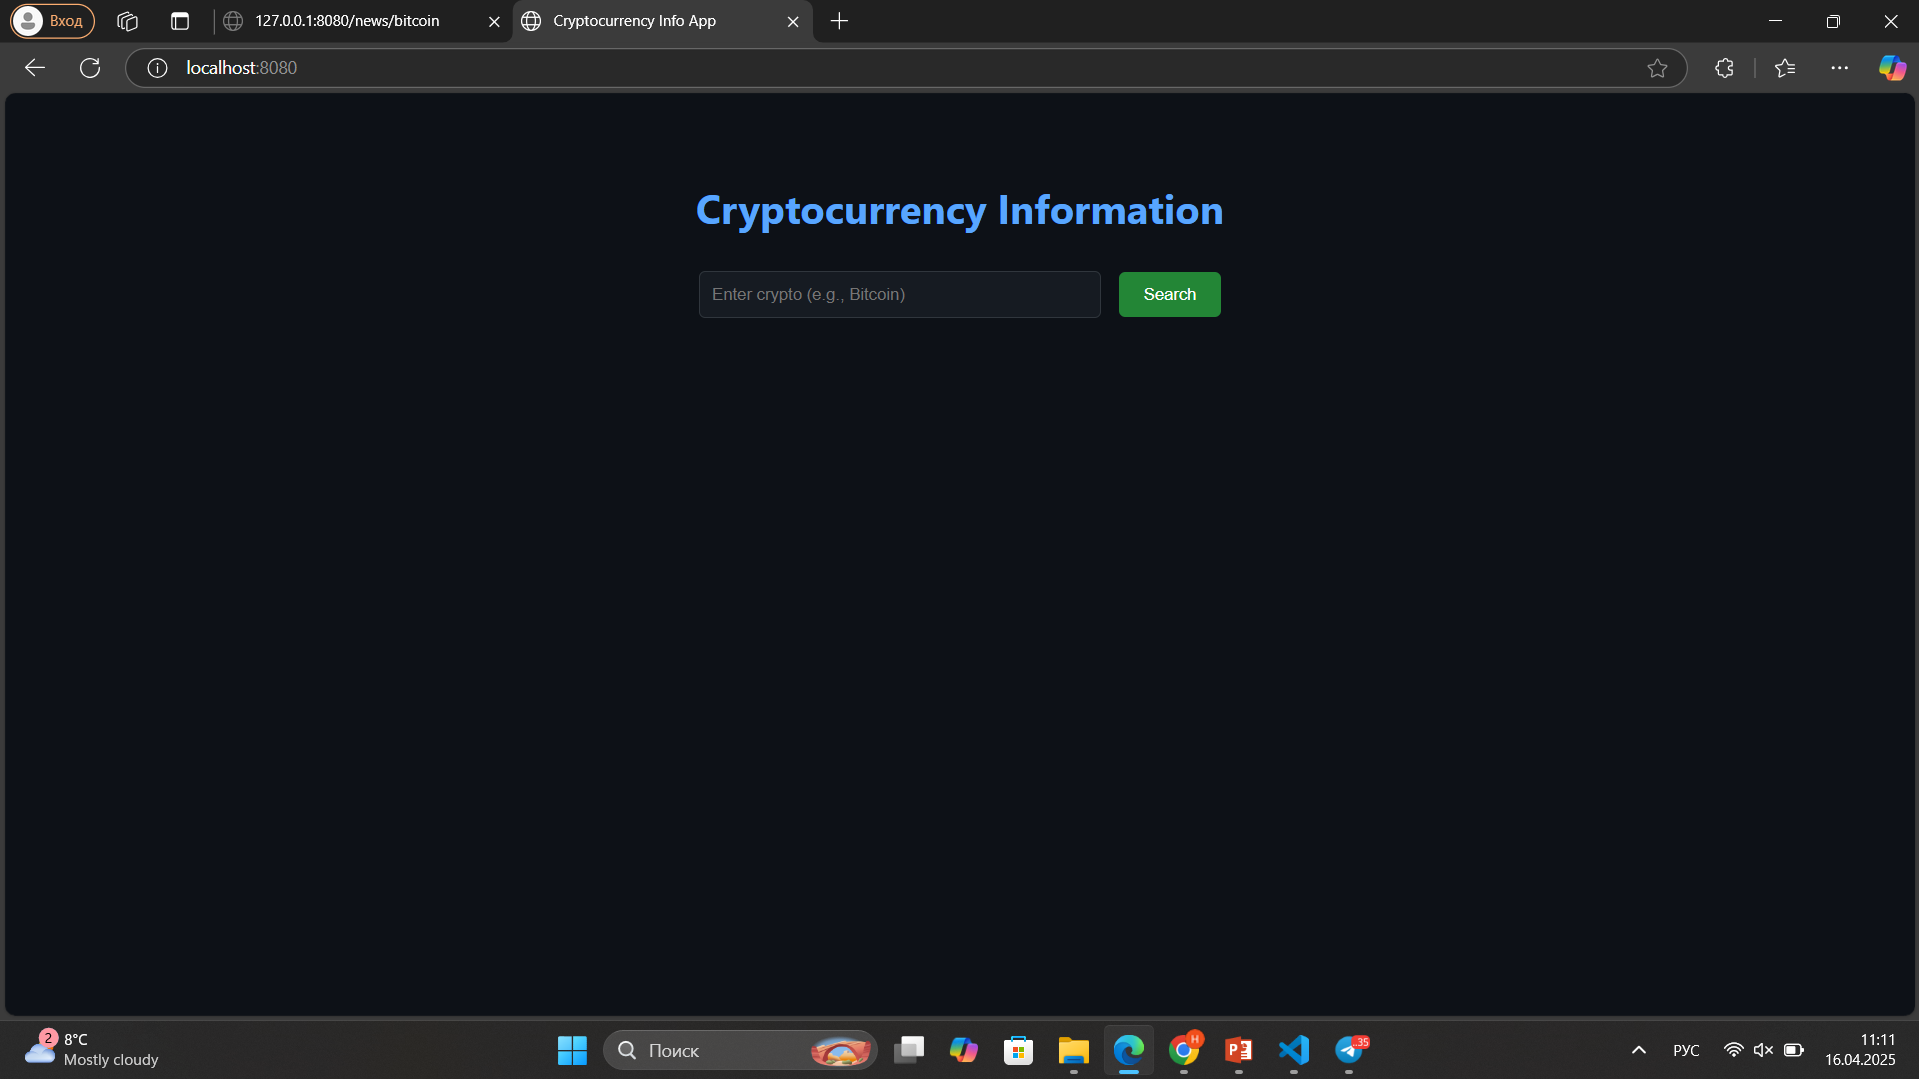 Вход
127.0.0.1:8080/news/bitcoin
Cryptocurrency Info App
localhost:8080
Cryptocurrency Information
Enter crypto (e.g., Bitcoin)
Search
2
8°C
Mostly cloudy
Поиск
H
P
35
РУС
11:11
16.04.2025